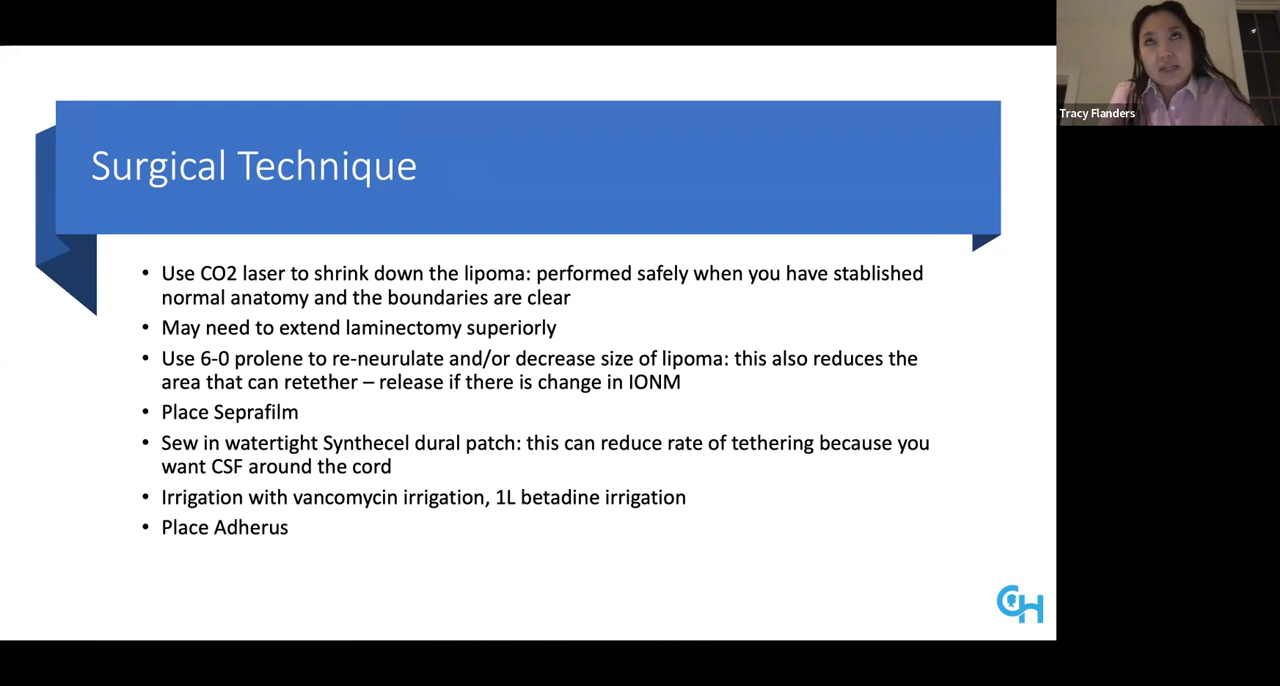 Tracy Flanders
Surgical Technique
• Use CO2 laser to shrink down the lipoma: performed safely when you have stablished
normal anatomy and the boundaries are clear
• May need to extend laminectomy superiorly
• Use 6-0 prolene to re-neurulate and/or decrease size of lipoma: this also reduces the
area that can retether – release if there is change in IONM
• Place Seprafilm
• Sew in watertight Synthecel dural patch: this can reduce rate of tethering because you
want CSF around the cord
• Irrigation with vancomycin irrigation, 1L betadine irrigation
• Place Adherus
CH